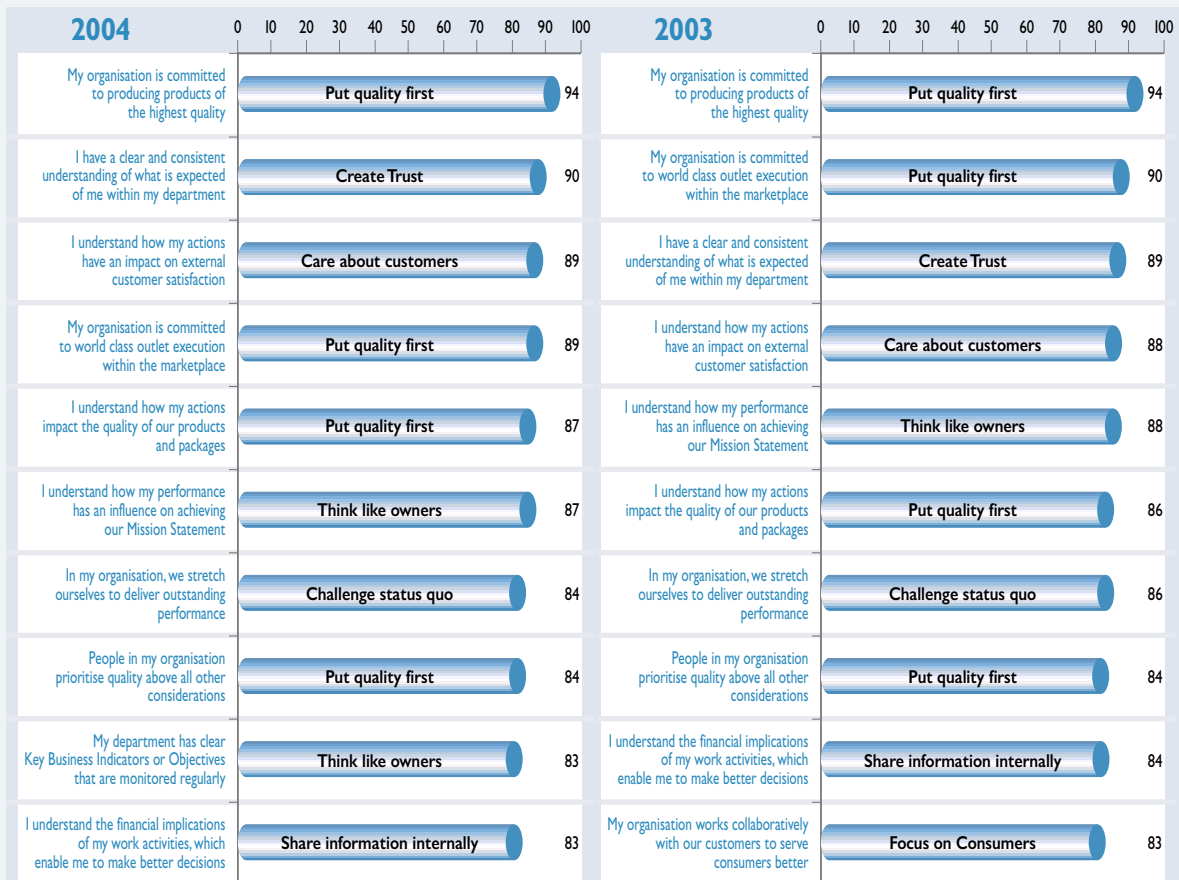 2004
0 10 20 30 40 50 60 70 80 90 100
My organisation is committed
to producing products of
the highest quality
Put quality first
94
I have a clear and consistent
understanding of what is expected
of me within my department
Create Trust
90
I understand how my actions
have an impact on external
customer satisfaction
Care about customers
89
My organisation is committed
to world class outlet execution
within the marketplace
Put quality first
89
I understand how my actions
impact the quality of our products
and packages
Put quality first
87
I understand how my performance
has an influence on achieving
our Mission Statement
Think like owners
87
In my organisation, we stretch
ourselves to deliver outstanding
performance
Challenge status quo
84
People in my organisation
prioritise quality above all other
considerations
Put quality first
84
My department has clear
Key Business Indicators or Objectives
that are monitored regularly
Think like owners
83
I understand the financial implications
of my work activities, which
enable me to make better decisions
Share information internally
83
2003
0 10 20 30 40 50 60 70 80 90 100
My organisation is committed
to producing products of
the highest quality
Put quality first
94
My organisation is committed
to world class outlet execution
within the marketplace
Put quality first
90
I have a clear and consistent
understanding of what is expected
of me within my department
Create Trust
89
I understand how my actions
have an impact on external
customer satisfaction
Care about customers
88
I understand how my performance
has an influence on achieving
our Mission Statement
Think like owners
88
I understand how my actions
impact the quality of our products
and packages
Put quality first
86
In my organisation, we stretch
ourselves to deliver outstanding
performance
Challenge status quo
86
People in my organisation
prioritise quality above all other
considerations
Put quality first
84
I understand the financial implications
of my work activities, which
enable me to make better decisions
Share information internally
84
My organisation works collaboratively
with our customers to serve
consumers better
Focus on Consumers
83